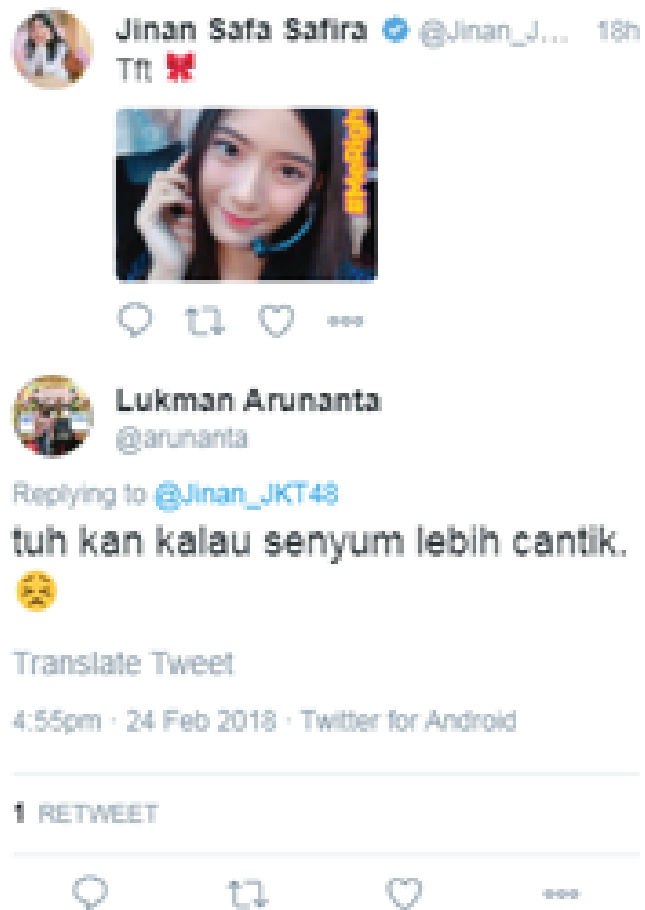 Jinan Safa Safira @Jinan_J... 18h
Tft
Lukman Arunanta
@arunanta
Replying to @Jinan_JKT48
tuh kan kalau senyum lebih cantik.
Translate Tweet
4:55pm · 24 Feb 2018 · Twitter for Android
1 RETWEET